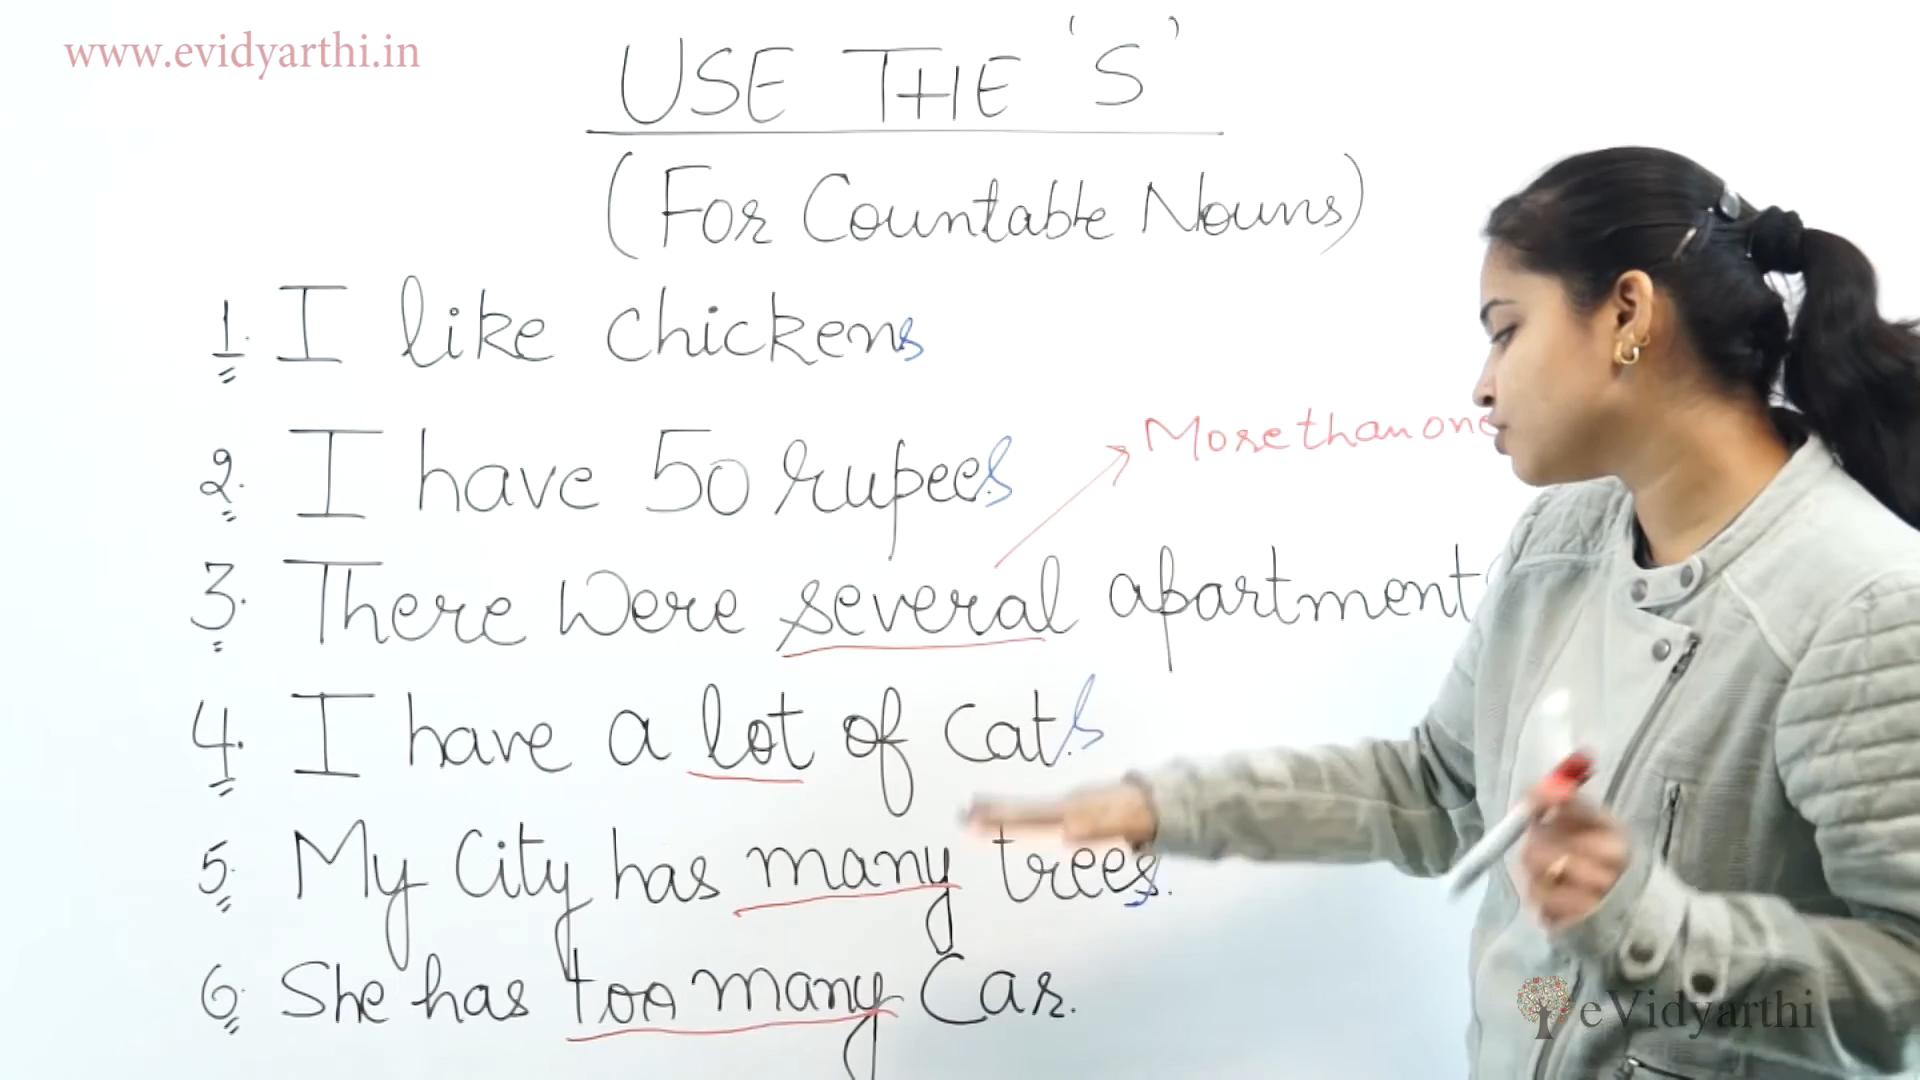 www.evidyarthi.in
USE THE 'S'
(For Countable Nouns)
1. I like chickens
More than one
2. I have 50 rupees.
3. There were several apartment
4. I have a lot of cats.
5. My City has many trees.
6. She has too many Car.
eVidyarthi